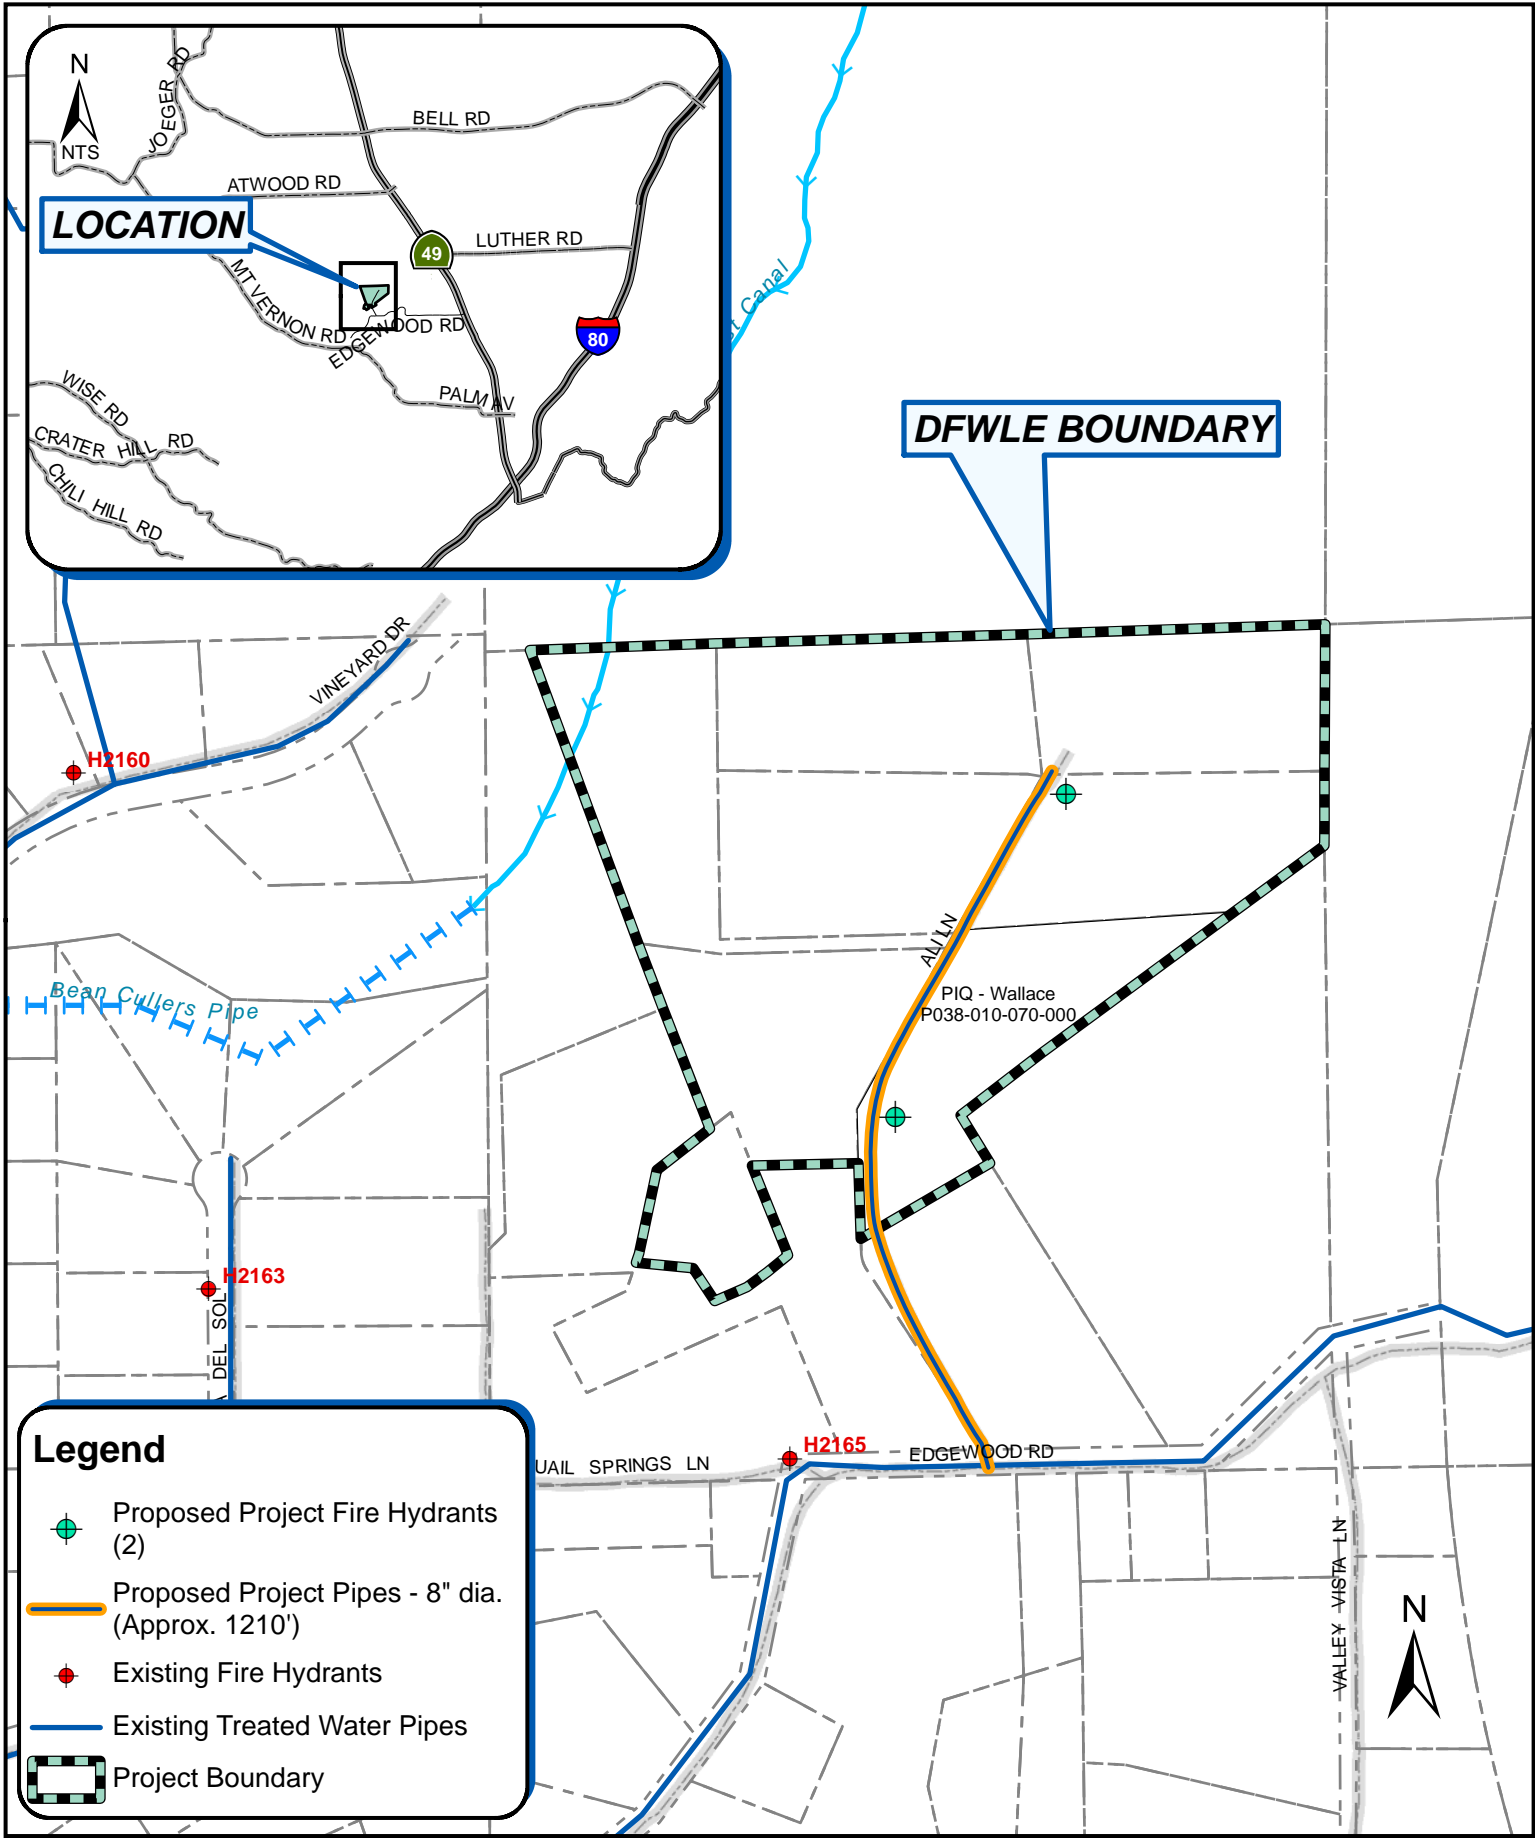 N
NTS
JOEGER RD
BELL RD
ATWOOD RD
LOCATION
49
LUTHER RD
MT VERNON RD
EDGEWOOD RD
80
PALM AV
WISE RD
CRATER HILL RD
CHILI HILL RD
Canal
DFWLE BOUNDARY
VINEYARD DR
H2160
ALI LN
PIQ - Wallace
P038-010-070-000
Bean Cullers Pipe
H2163
DEL SOL
H2165
EDGEWOOD RD
UAIL SPRINGS LN
VALLEY VISTA LN
N
Legend
Proposed Project Fire Hydrants
(2)
Proposed Project Pipes - 8" dia.
(Approx. 1210')
Existing Fire Hydrants
Existing Treated Water Pipes
Project Boundary